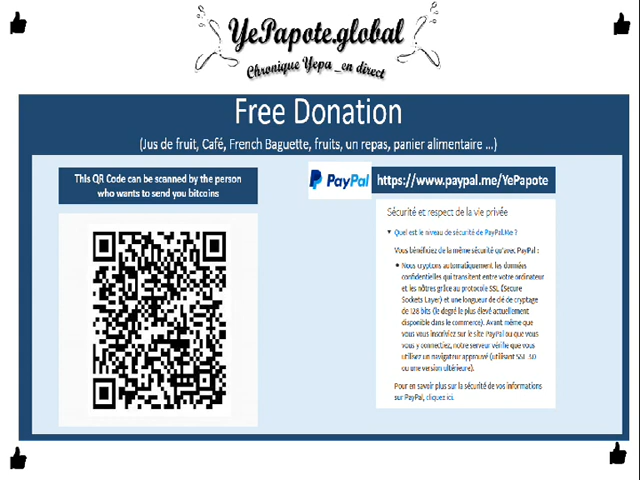 YePapote.global
Chronique Yepa_en direct
Free Donation
(Jus de fruit, Café, French Baguette, fruits, un repas, panier alimentaire ...)
This QR Code can be scanned by the person
who wants to send you bitcoins
PayPal https://www.paypal.me/YePapote
Sécurité et respect de la vie privée
Quel est le niveau de sécurité de PayPal.Me ?
Vous bénéficiez de la même sécurité qu'avec PayPal :
Nous cryptons automatiquement les données
confidentielles qui transitent entre votre ordinateur
et les nôtres grâce au protocole SSL (Secure
Sockets Layer) et une longueur de clé de cryptage
de 128 bits (le degré le plus élevé actuellement
disponible dans le commerce). Avant même que
vous vous inscriviez sur le site PayPal ou que vous
vous y connectiez, notre serveur vérifie que vous
utilisez un navigateur approuvé (utilisant SSL 3.0
ou une version ultérieure).
Pour en savoir plus sur la sécurité de vos informations
sur PayPal, cliquez ici.